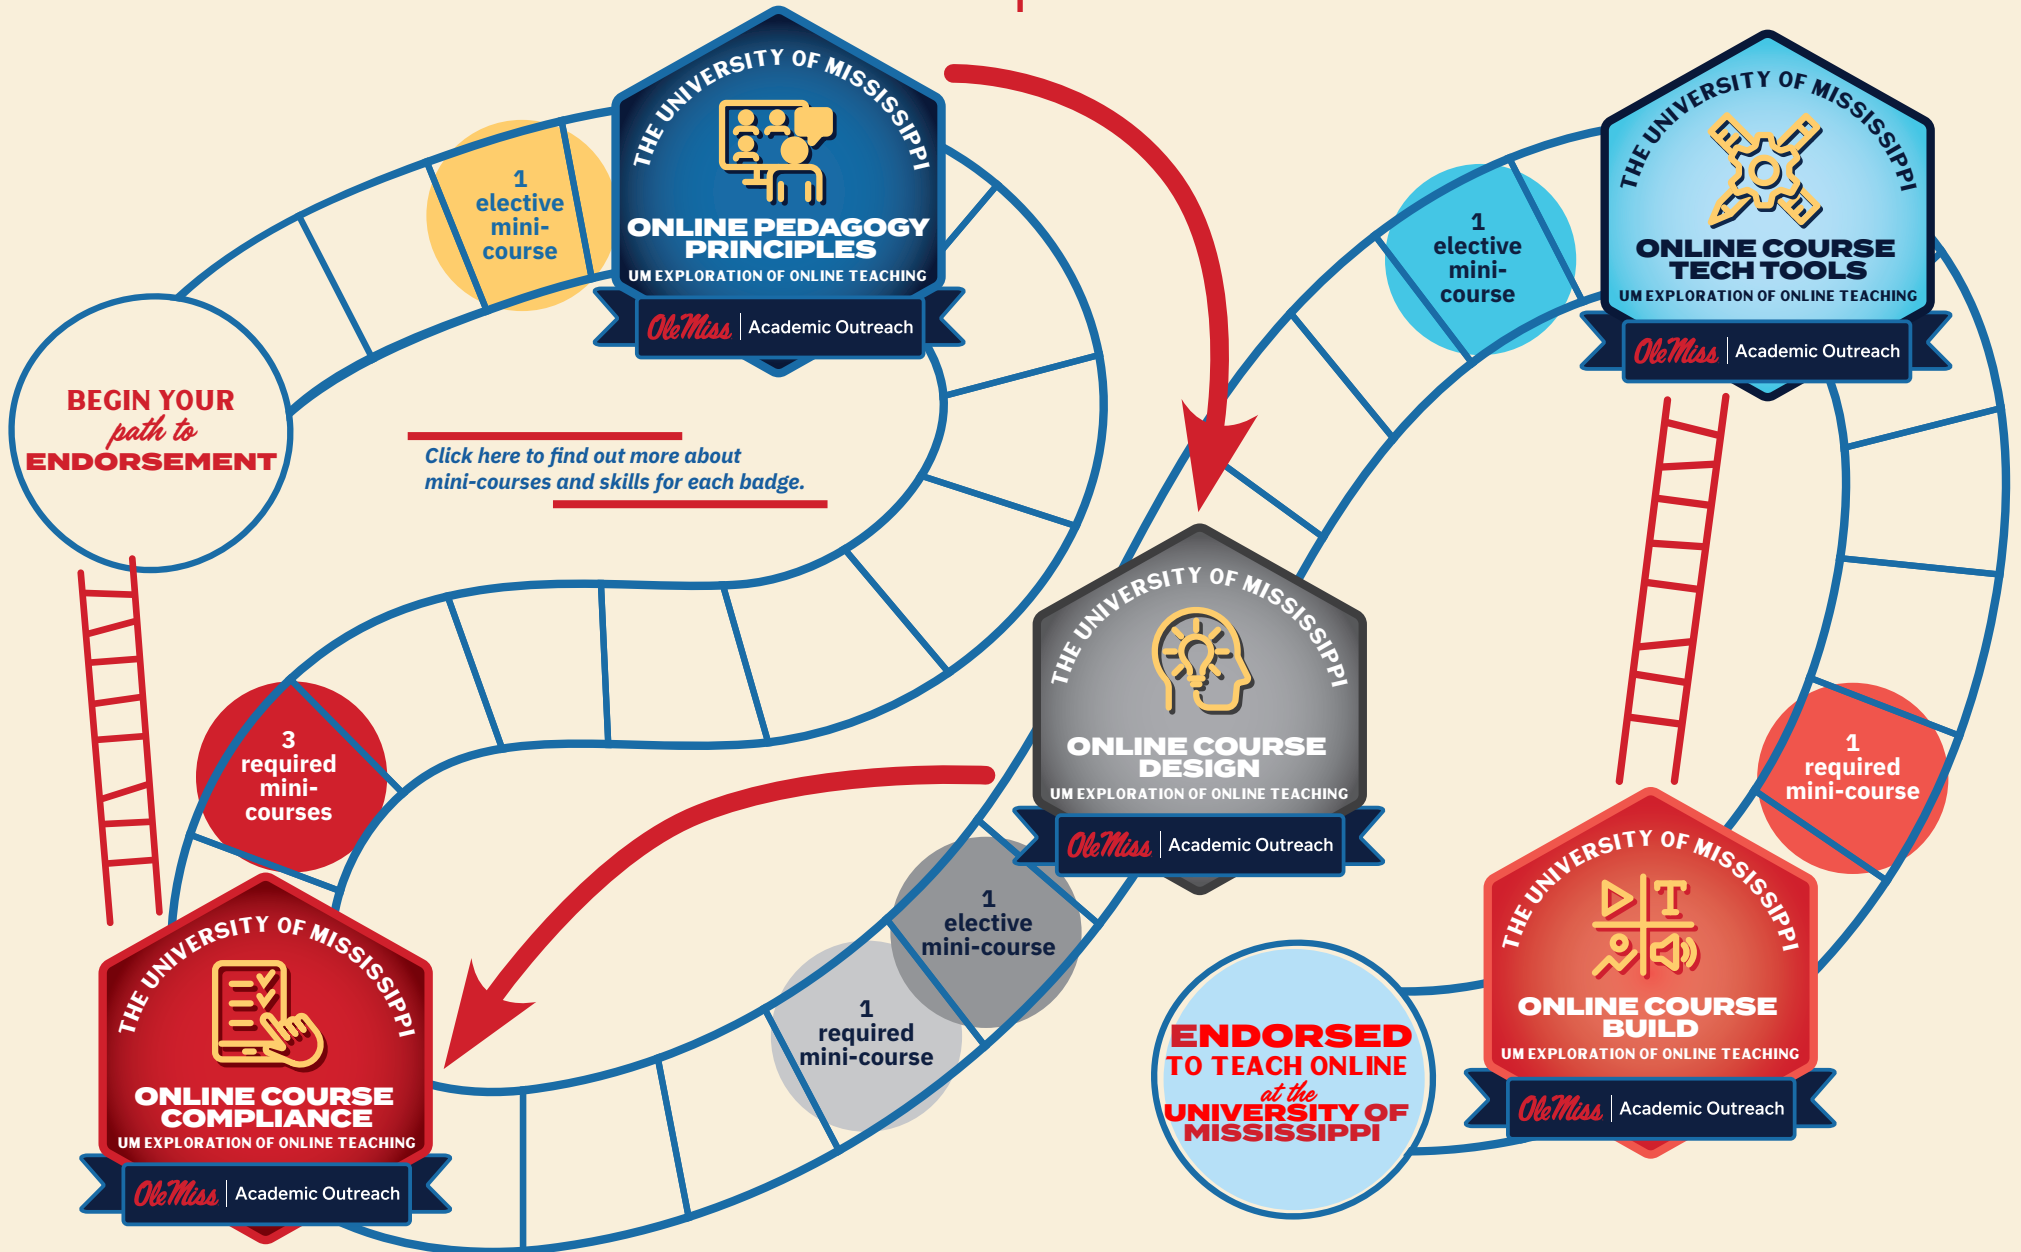 BEGIN YOUR
path to
ENDORSEMENT
1
elective
mini-
course
THE UNIVERSITY OF MISSISSIPPI
ONLINE PEDAGOGY
PRINCIPLES
UM EXPLORATION OF ONLINE TEACHING
Ole Miss Academic Outreach
Click here to find out more about
mini-courses and skills for each badge.
3
required
mini-
courses
THE UNIVERSITY OF MISSISSIPPI
ONLINE COURSE
COMPLIANCE
UM EXPLORATION OF ONLINE TEACHING
Ole Miss Academic Outreach
1
required
mini-course
1
elective
mini-course
THE UNIVERSITY OF MISSISSIPPI
ONLINE COURSE
DESIGN
UM EXPLORATION OF ONLINE TEACHING
Ole Miss Academic Outreach
1
elective
mini-
course
THE UNIVERSITY OF MISSISSIPPI
ONLINE COURSE
TECH TOOLS
UM EXPLORATION OF ONLINE TEACHING
Ole Miss Academic Outreach
1
required
mini-course
THE UNIVERSITY OF MISSISSIPPI
T
ONLINE COURSE
BUILD
UM EXPLORATION OF ONLINE TEACHING
Ole Miss Academic Outreach
ENDORSED
TO TEACH ONLINE
at the
UNIVERSITY OF
MISSISSIPPI